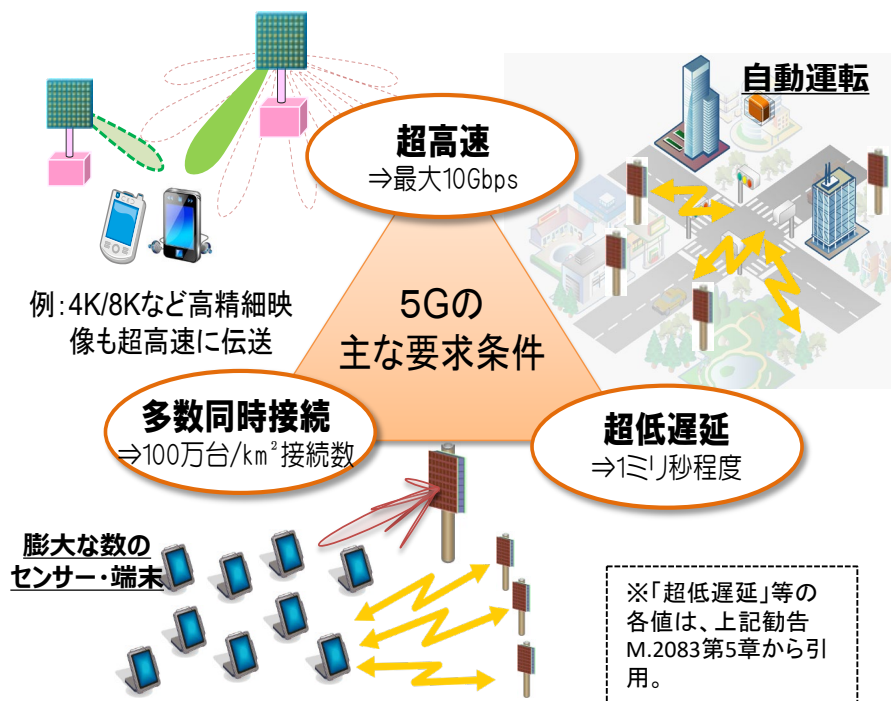 自動運転
超高速
⇒最大10Gbps
例：4K/8Kなど高精細映
像も超高速に伝送
5Gの
主な要求条件
多数同時接続
⇒100万台/km²接続数
超低遅延
⇒1ミリ秒程度
膨大な数の
センサー・端末
※「超低遅延」等の
各値は、上記勧告
M.2083第5章から引
用。